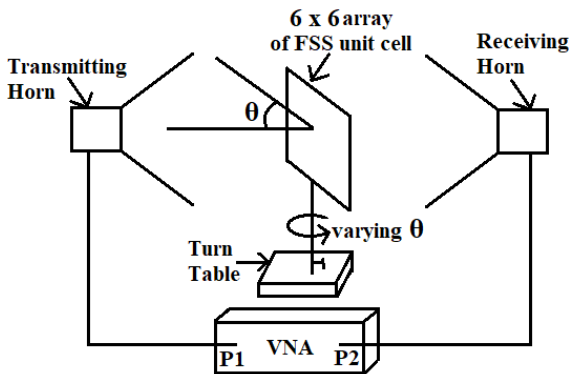 6 x 6 array
of FSS unit cell
Transmitting
Horn
Receiving
Horn
θ
varying θ
Turn
Table
VNA
P1
P2